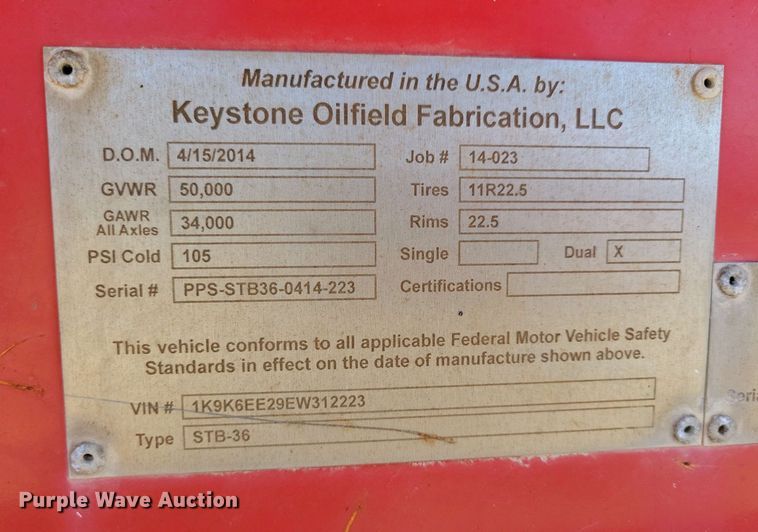 Manufactured in the U.S.A. by:
Keystone Oilfield Fabrication, LLC
D.O.M. 4/15/2014 Job # 14-023
GVWR 50,000 Tires 11R22.5
GAWR All Axles 34,000 Rims 22.5
PSI Cold 105 Single Dual X
Serial # PPS-STB36-0414-223 Certifications
This vehicle conforms to all applicable Federal Motor Vehicle Safety
Standards in effect on the date of manufacture shown above.
VIN # 1K9K6EE29EW312223
Type STB-36
Purple Wave Auction